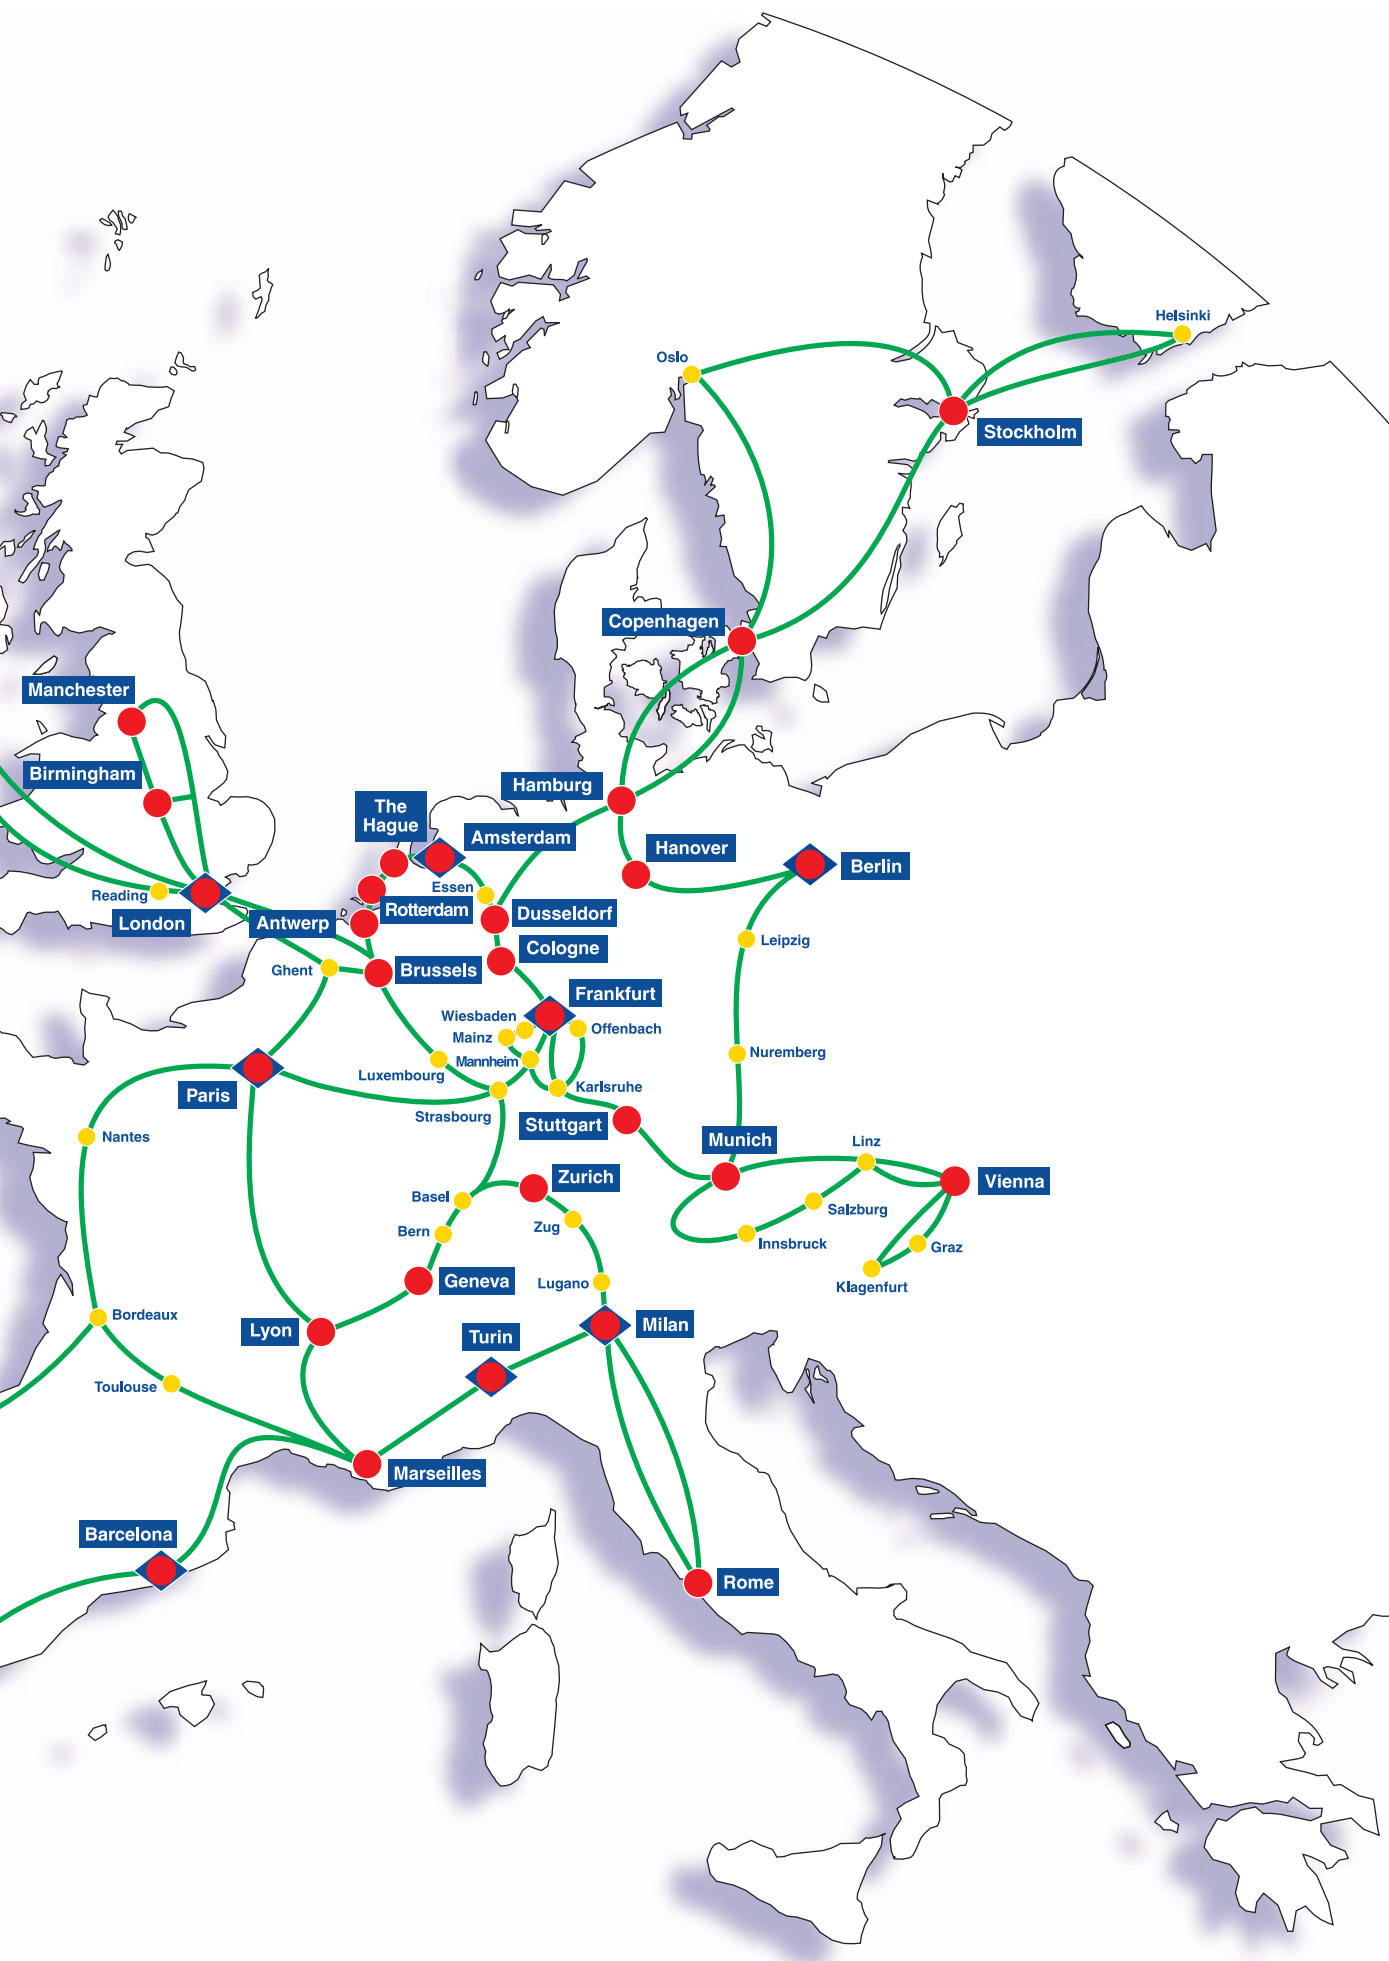 Helsinki
Oslo
Stockholm
Copenhagen
Manchester
Birmingham
Hamburg
The
Hague
Amsterdam
Hanover
Berlin
Essen
Reading
London
Antwerp
Rotterdam
Dusseldorf
Cologne
Leipzig
Ghent
Brussels
Frankfurt
Wiesbaden
Mainz
Offenbach
Mannheim
Nuremberg
Luxembourg
Karlsruhe
Paris
Strasbourg
Stuttgart
Nantes
Munich
Linz
Vienna
Zurich
Basel
Salzburg
Bern
Zug
Innsbruck
Graz
Geneva
Lugano
Klagenfurt
Bordeaux
Lyon
Turin
Milan
Toulouse
Marseilles
Barcelona
Rome